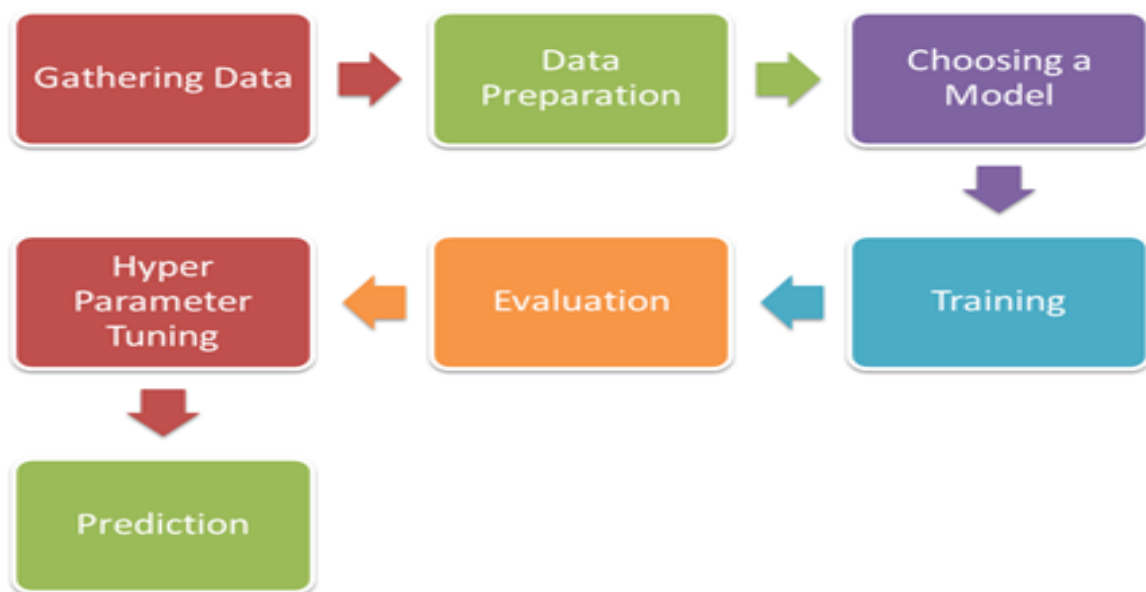 Gathering Data
Data
Preparation
Choosing a
Model
Training
Evaluation
Hyper
Parameter
Tuning
Prediction